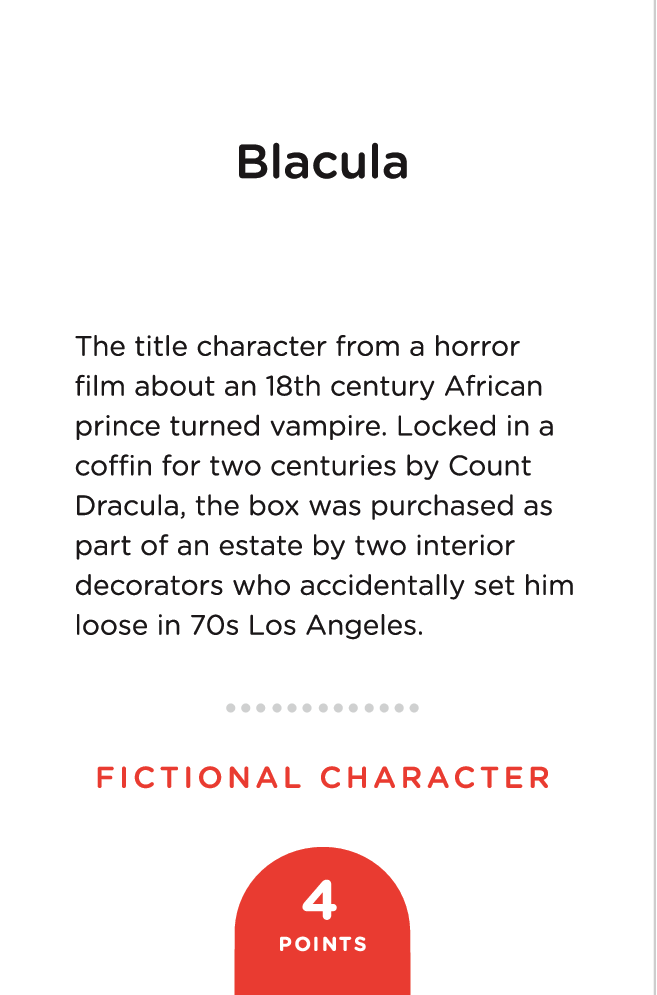 Blacula
The title character from a horror
film about an 18th century African
prince turned vampire. Locked in a
coffin for two centuries by Count
Dracula, the box was purchased as
part of an estate by two interior
decorators who accidentally set him
loose in 70s Los Angeles.
FICTIONAL CHARACTER
4
POINTS